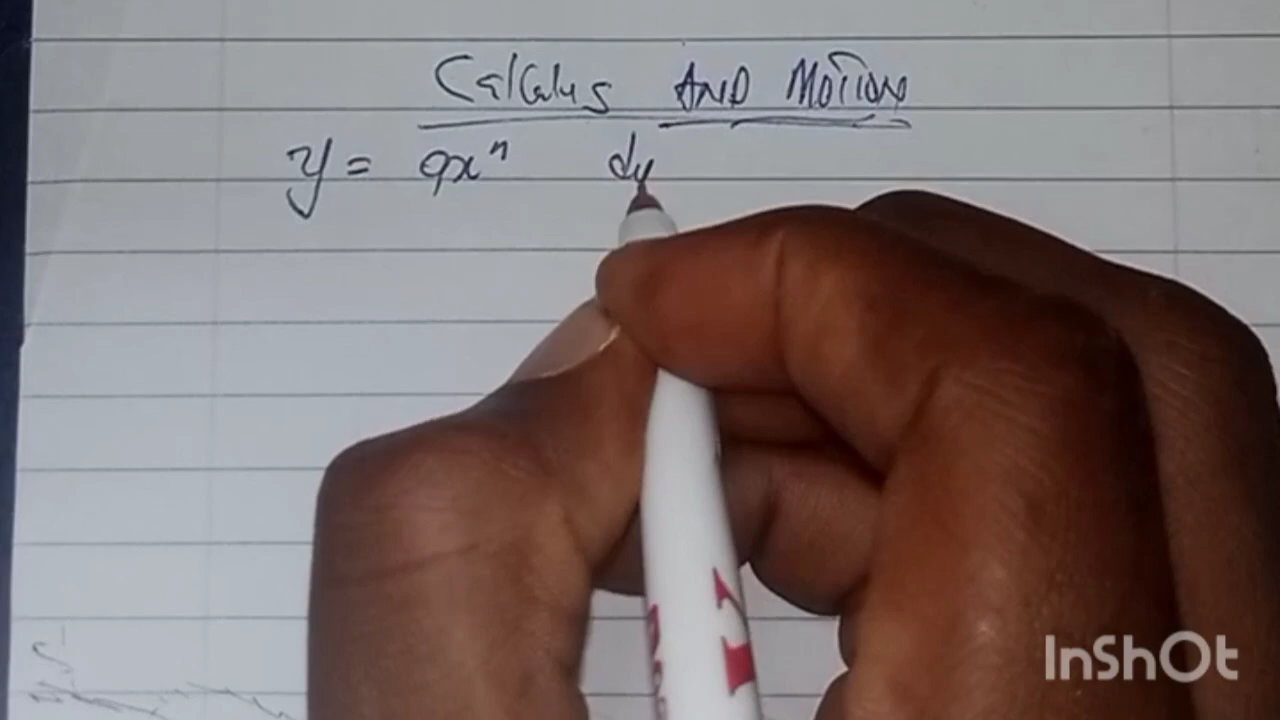 Calculus AND MOTION
y = ax^n dy
InShOt